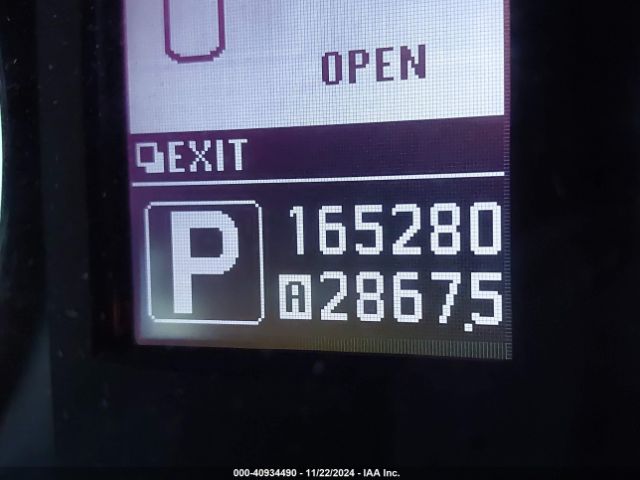 OPEN
EXIT
P
165280
A 2867.5
000-40934490 - 11/22/2024 - IAA Inc.